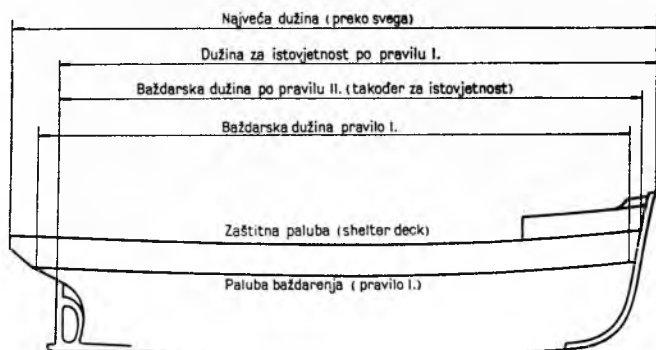 Najveća dužina (preko svega)
Dužina za istovjetnost po pravilu I.
Baždarska dužina po pravilu II. (također za istovjetnost)
Baždarska dužina pravilo I.
Zaštitna paluba (shelter deck)
Paluba baždarenja (pravilo I.)